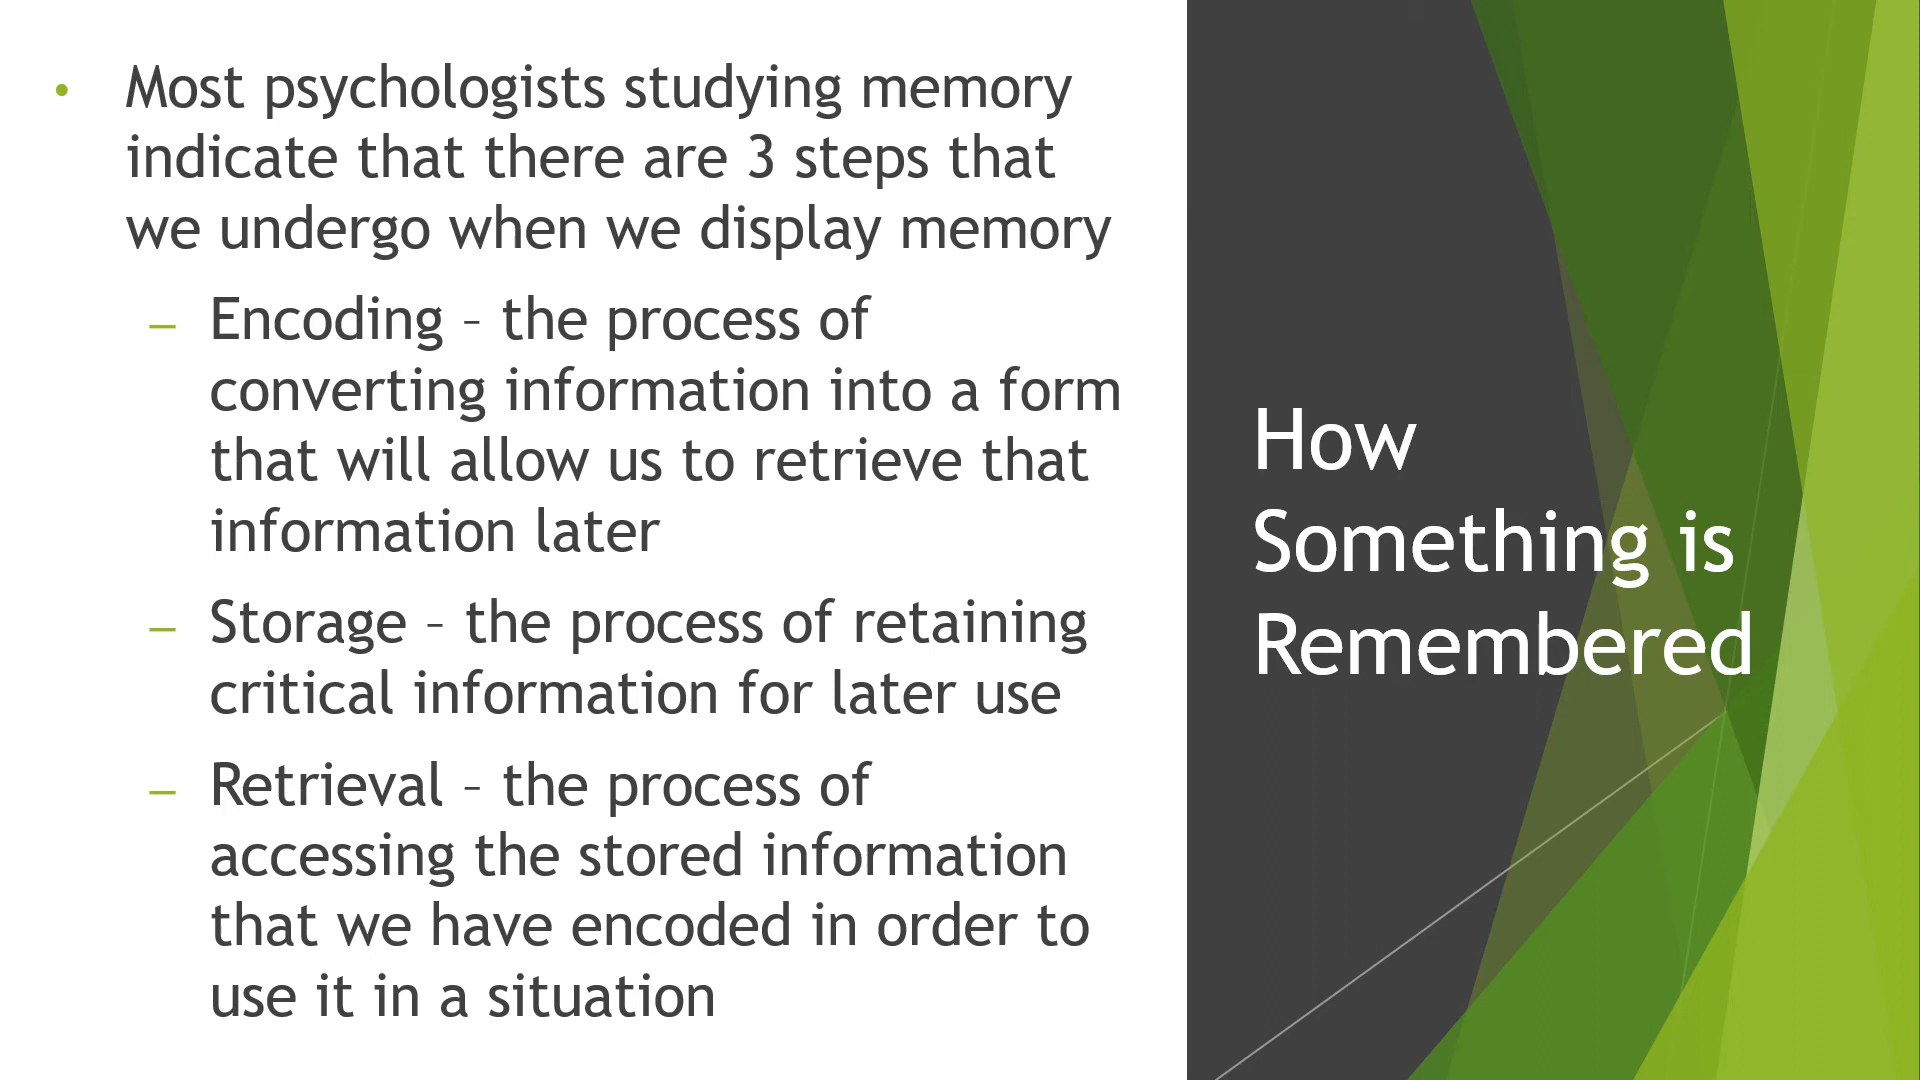 • Most psychologists studying memory
indicate that there are 3 steps that
we undergo when we display memory
– Encoding – the process of
converting information into a form
that will allow us to retrieve that
information later
– Storage – the process of retaining
critical information for later use
– Retrieval – the process of
accessing the stored information
that we have encoded in order to
use it in a situation
How
Something is
Remembered